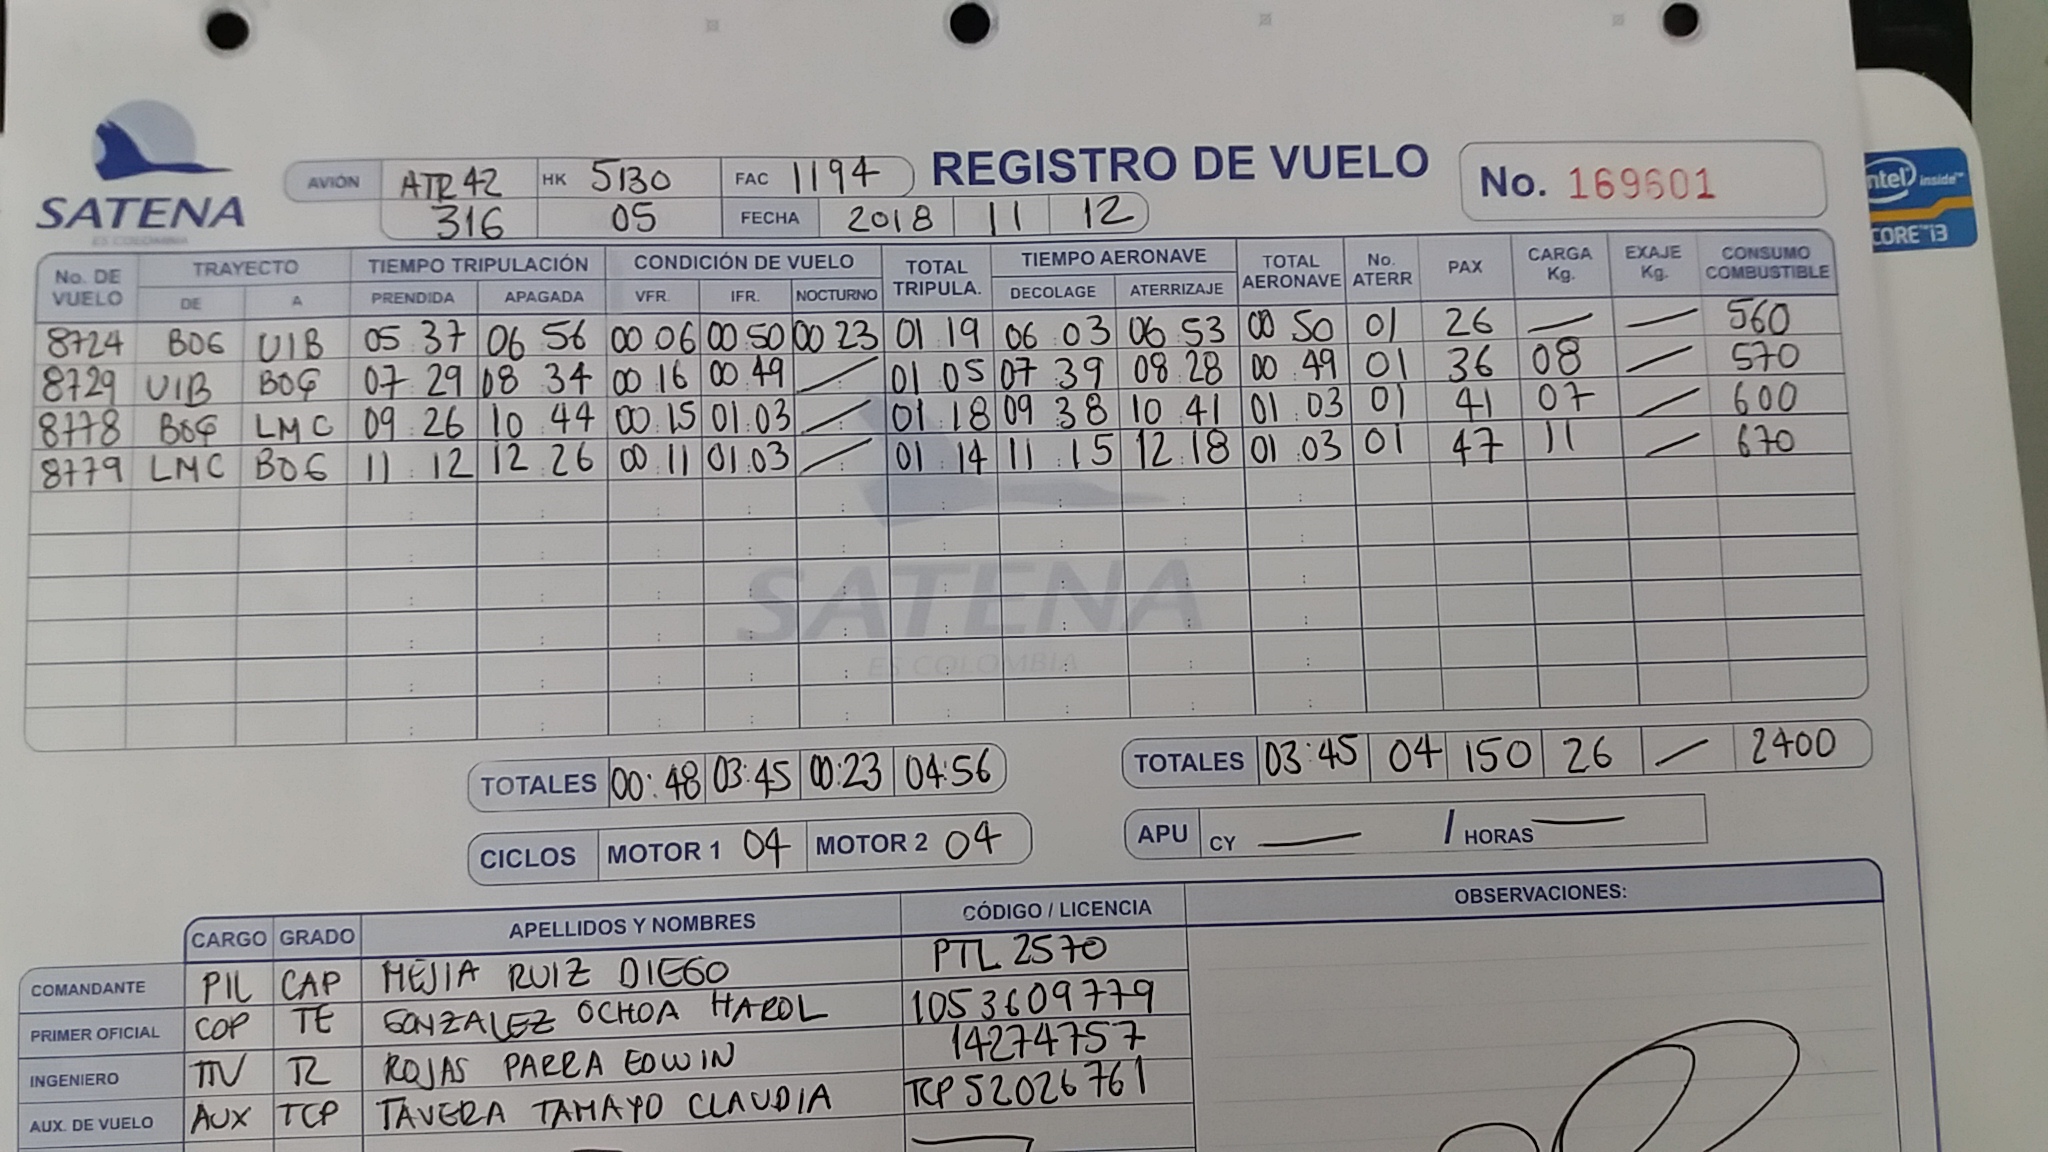 SATENA
ES COLOMBIA
AVIÓN ATR 42 HK 5130 FAC 1194
316 05 FECHA 2018 11 12
REGISTRO DE VUELO
No. 169601
intel inside™
CORE™ i3
No. DE VUELO TRAYECTO TIEMPO TRIPULACIÓN CONDICIÓN DE VUELO TOTAL TRIPULA. TIEMPO AERONAVE TOTAL AERONAVE No. ATERR PAX CARGA Kg. EXAJE Kg. CONSUMO COMBUSTIBLE
DE A PRENDIDA APAGADA VFR. IFR. NOCTURNO DECOLAGE ATERRIZAJE
8724 BOG UIB 05:37 06:56 00:06 00:50 00:23 01:19 06:03 06:53 00:50 01 26 — — 560
8729 UIB BOG 07:29 08:34 00:16 00:49 — 01:05 07:39 08:28 00:49 01 36 08 — 570
8778 BOG LMC 09:26 10:44 00:15 01:03 — 01:18 09:38 10:41 01:03 01 41 07 — 600
8779 LMC BOG 11:12 12:26 00:11 01:03 — 01:14 11:15 12:18 01:03 01 47 11 — 670
SATENA
ES COLOMBIA
TOTALES 00:48 03:45 00:23 04:56
TOTALES 03:45 04 150 26 — 2400
CICLOS MOTOR 1 04 MOTOR 2 04
APU CY — / HORAS —
CARGO GRADO APELLIDOS Y NOMBRES CÓDIGO / LICENCIA OBSERVACIONES:
COMANDANTE PIL CAP MEJIA RUIZ DIEGO PTL 2570
PRIMER OFICIAL COP TE GONZALEZ OCHOA HAROL 1053609779
INGENIERO TTV T2 ROJAS PARRA EDWIN 14274757
AUX. DE VUELO AUX TCP TAVERA TAMAYO CLAUDIA TCP 52026761